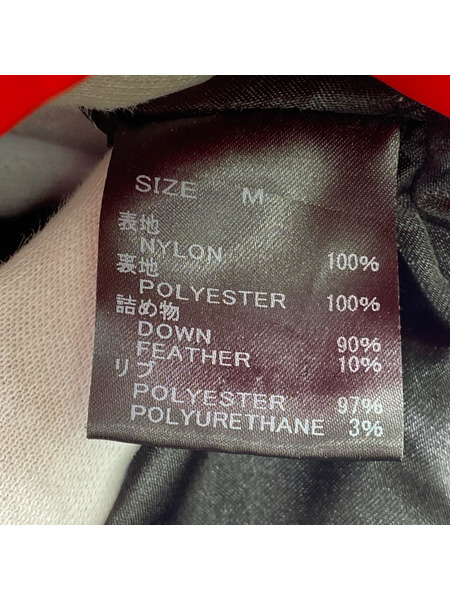 SIZE M
表地
NYLON 100%
裏地
POLYESTER 100%
詰め物
DOWN 90%
FEATHER 10%
リブ
POLYESTER 97%
POLYURETHANE 3%